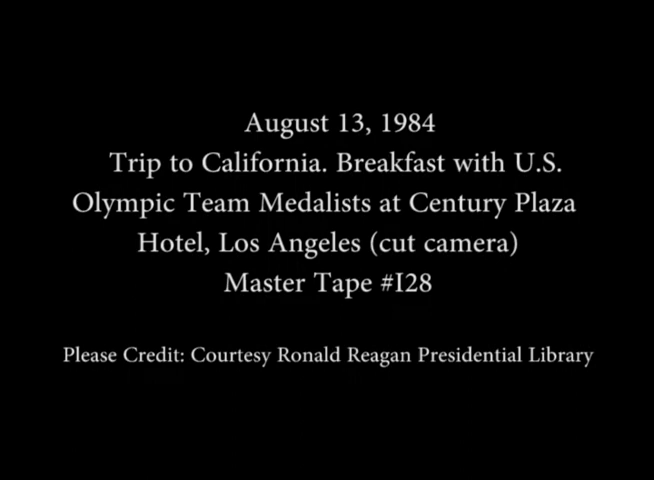 August 13, 1984
Trip to California. Breakfast with U.S.
Olympic Team Medalists at Century Plaza
Hotel, Los Angeles (cut camera)
Master Tape #I28
Please Credit: Courtesy Ronald Reagan Presidential Library